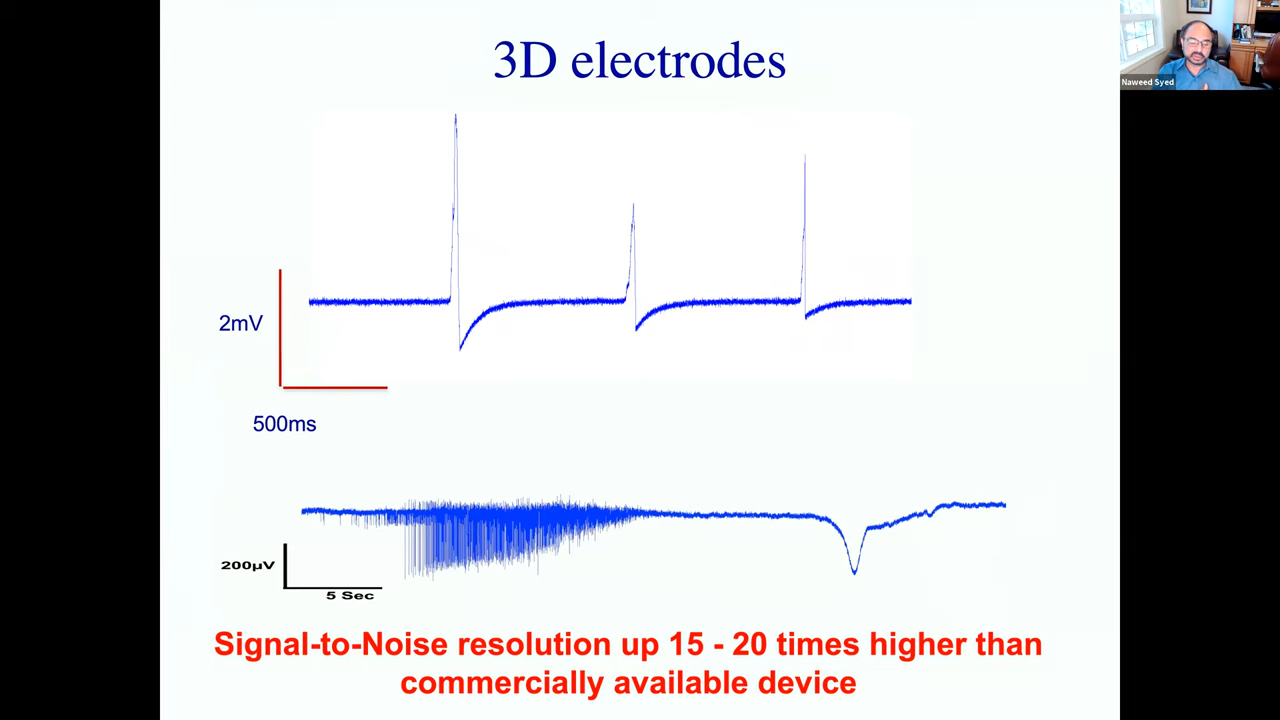 3D electrodes
Naweed Syed
2mV
500ms
200µV
5 Sec
Signal-to-Noise resolution up 15 - 20 times higher than
commercially available device